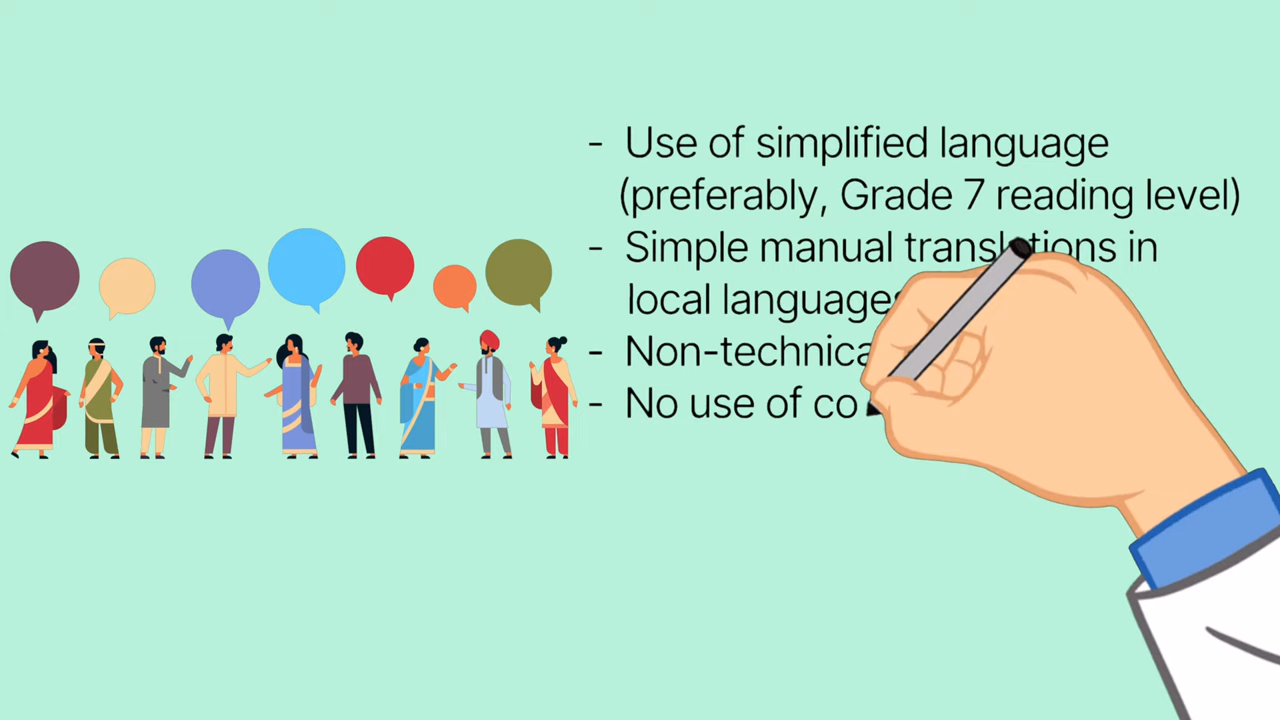 - Use of simplified language
(preferably, Grade 7 reading level)
- Simple manual translations in
local languages
- Non-technica
- No use of co